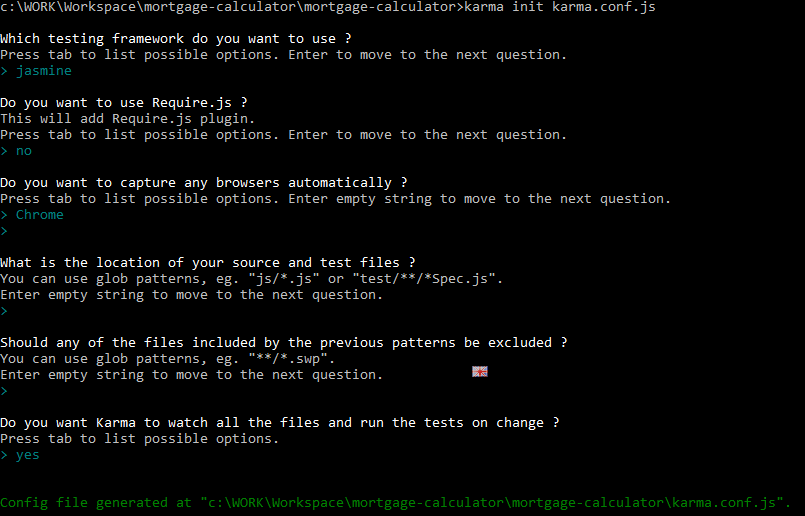 c:\WORK\Workspace\mortgage-calculator\mortgage-calculator>karma init karma.conf.js
Which testing framework do you want to use ?
Press tab to list possible options. Enter to move to the next question.
> jasmine
Do you want to use Require.js ?
This will add Require.js plugin.
Press tab to list possible options. Enter to move to the next question.
> no
Do you want to capture any browsers automatically ?
Press tab to list possible options. Enter empty string to move to the next question.
> Chrome
>
What is the location of your source and test files ?
You can use glob patterns, eg. "js/*.js" or "test/**/*Spec.js".
Enter empty string to move to the next question.
>
Should any of the files included by the previous patterns be excluded ?
You can use glob patterns, eg. "**/*.swp".
Enter empty string to move to the next question.
>
Do you want Karma to watch all the files and run the tests on change ?
Press tab to list possible options.
> yes
Config file generated at "c:\WORK\Workspace\mortgage-calculator\mortgage-calculator\karma.conf.js".